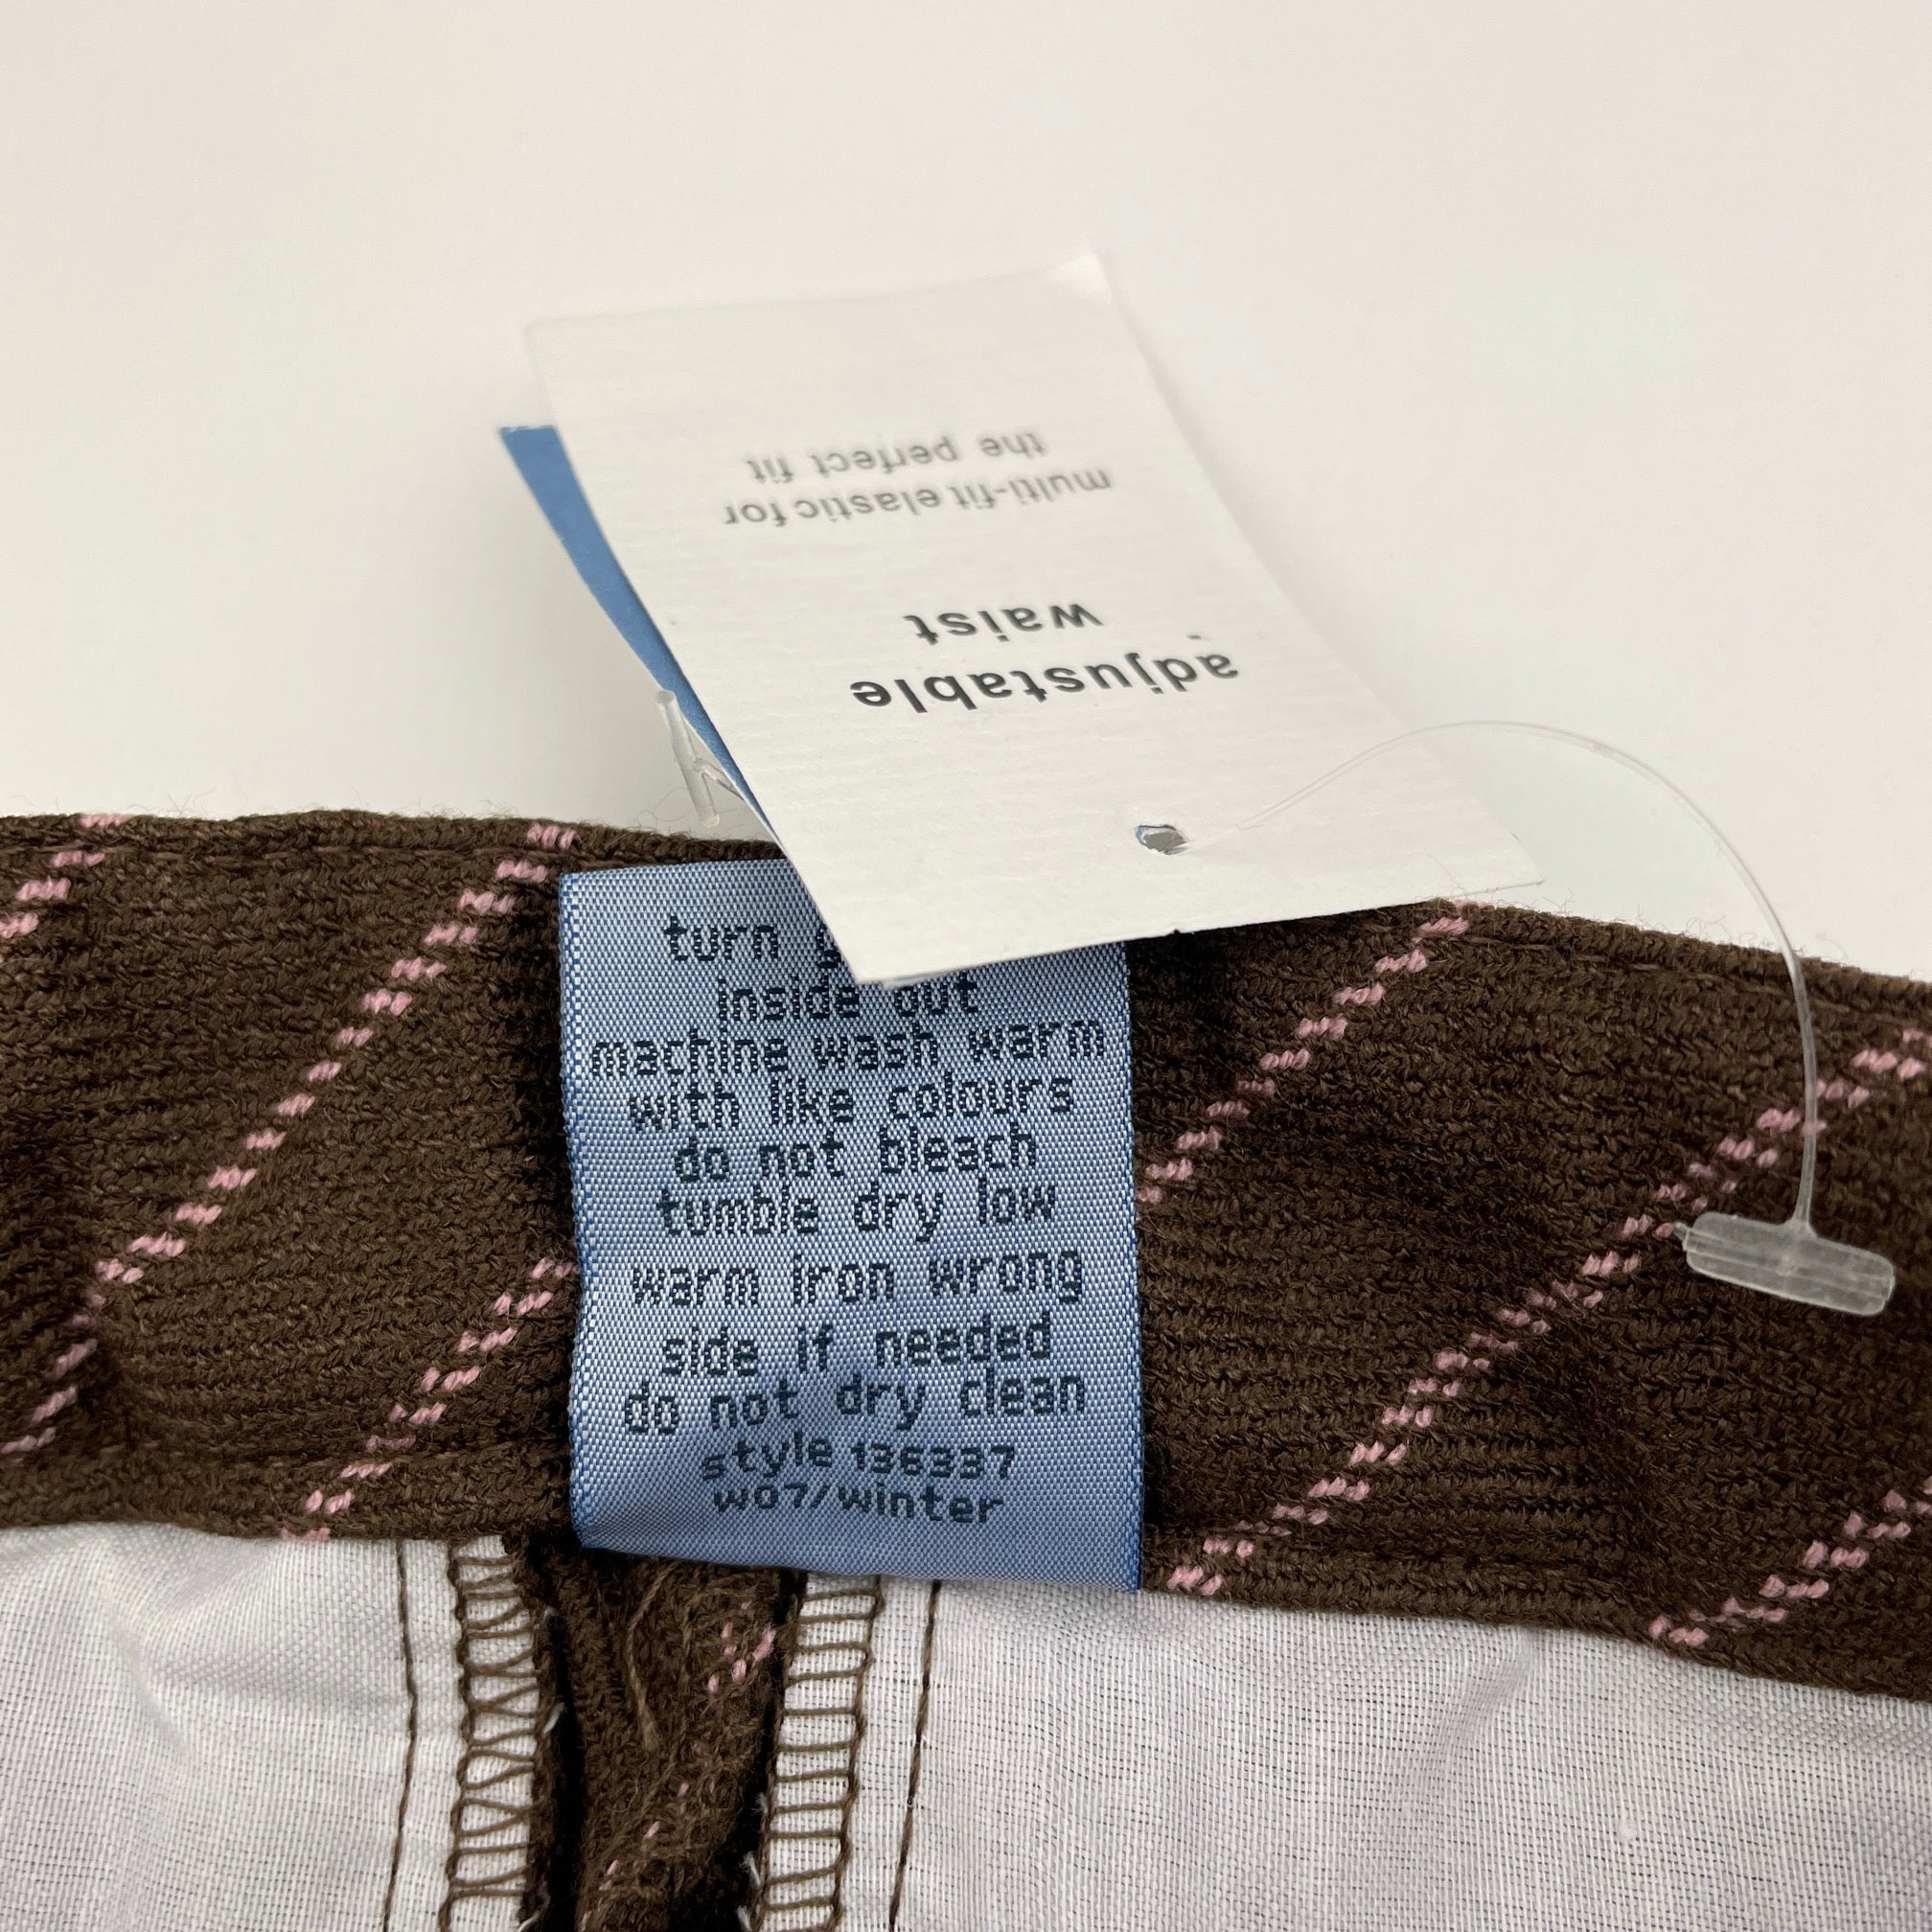 adjustable
waist
multi-fit elastic for
the perfect fit
turn
inside out
machine wash warm
with like colours
do not bleach
tumble dry low
warm iron wrong
side if needed
do not dry clean
style 136337
w07/winter